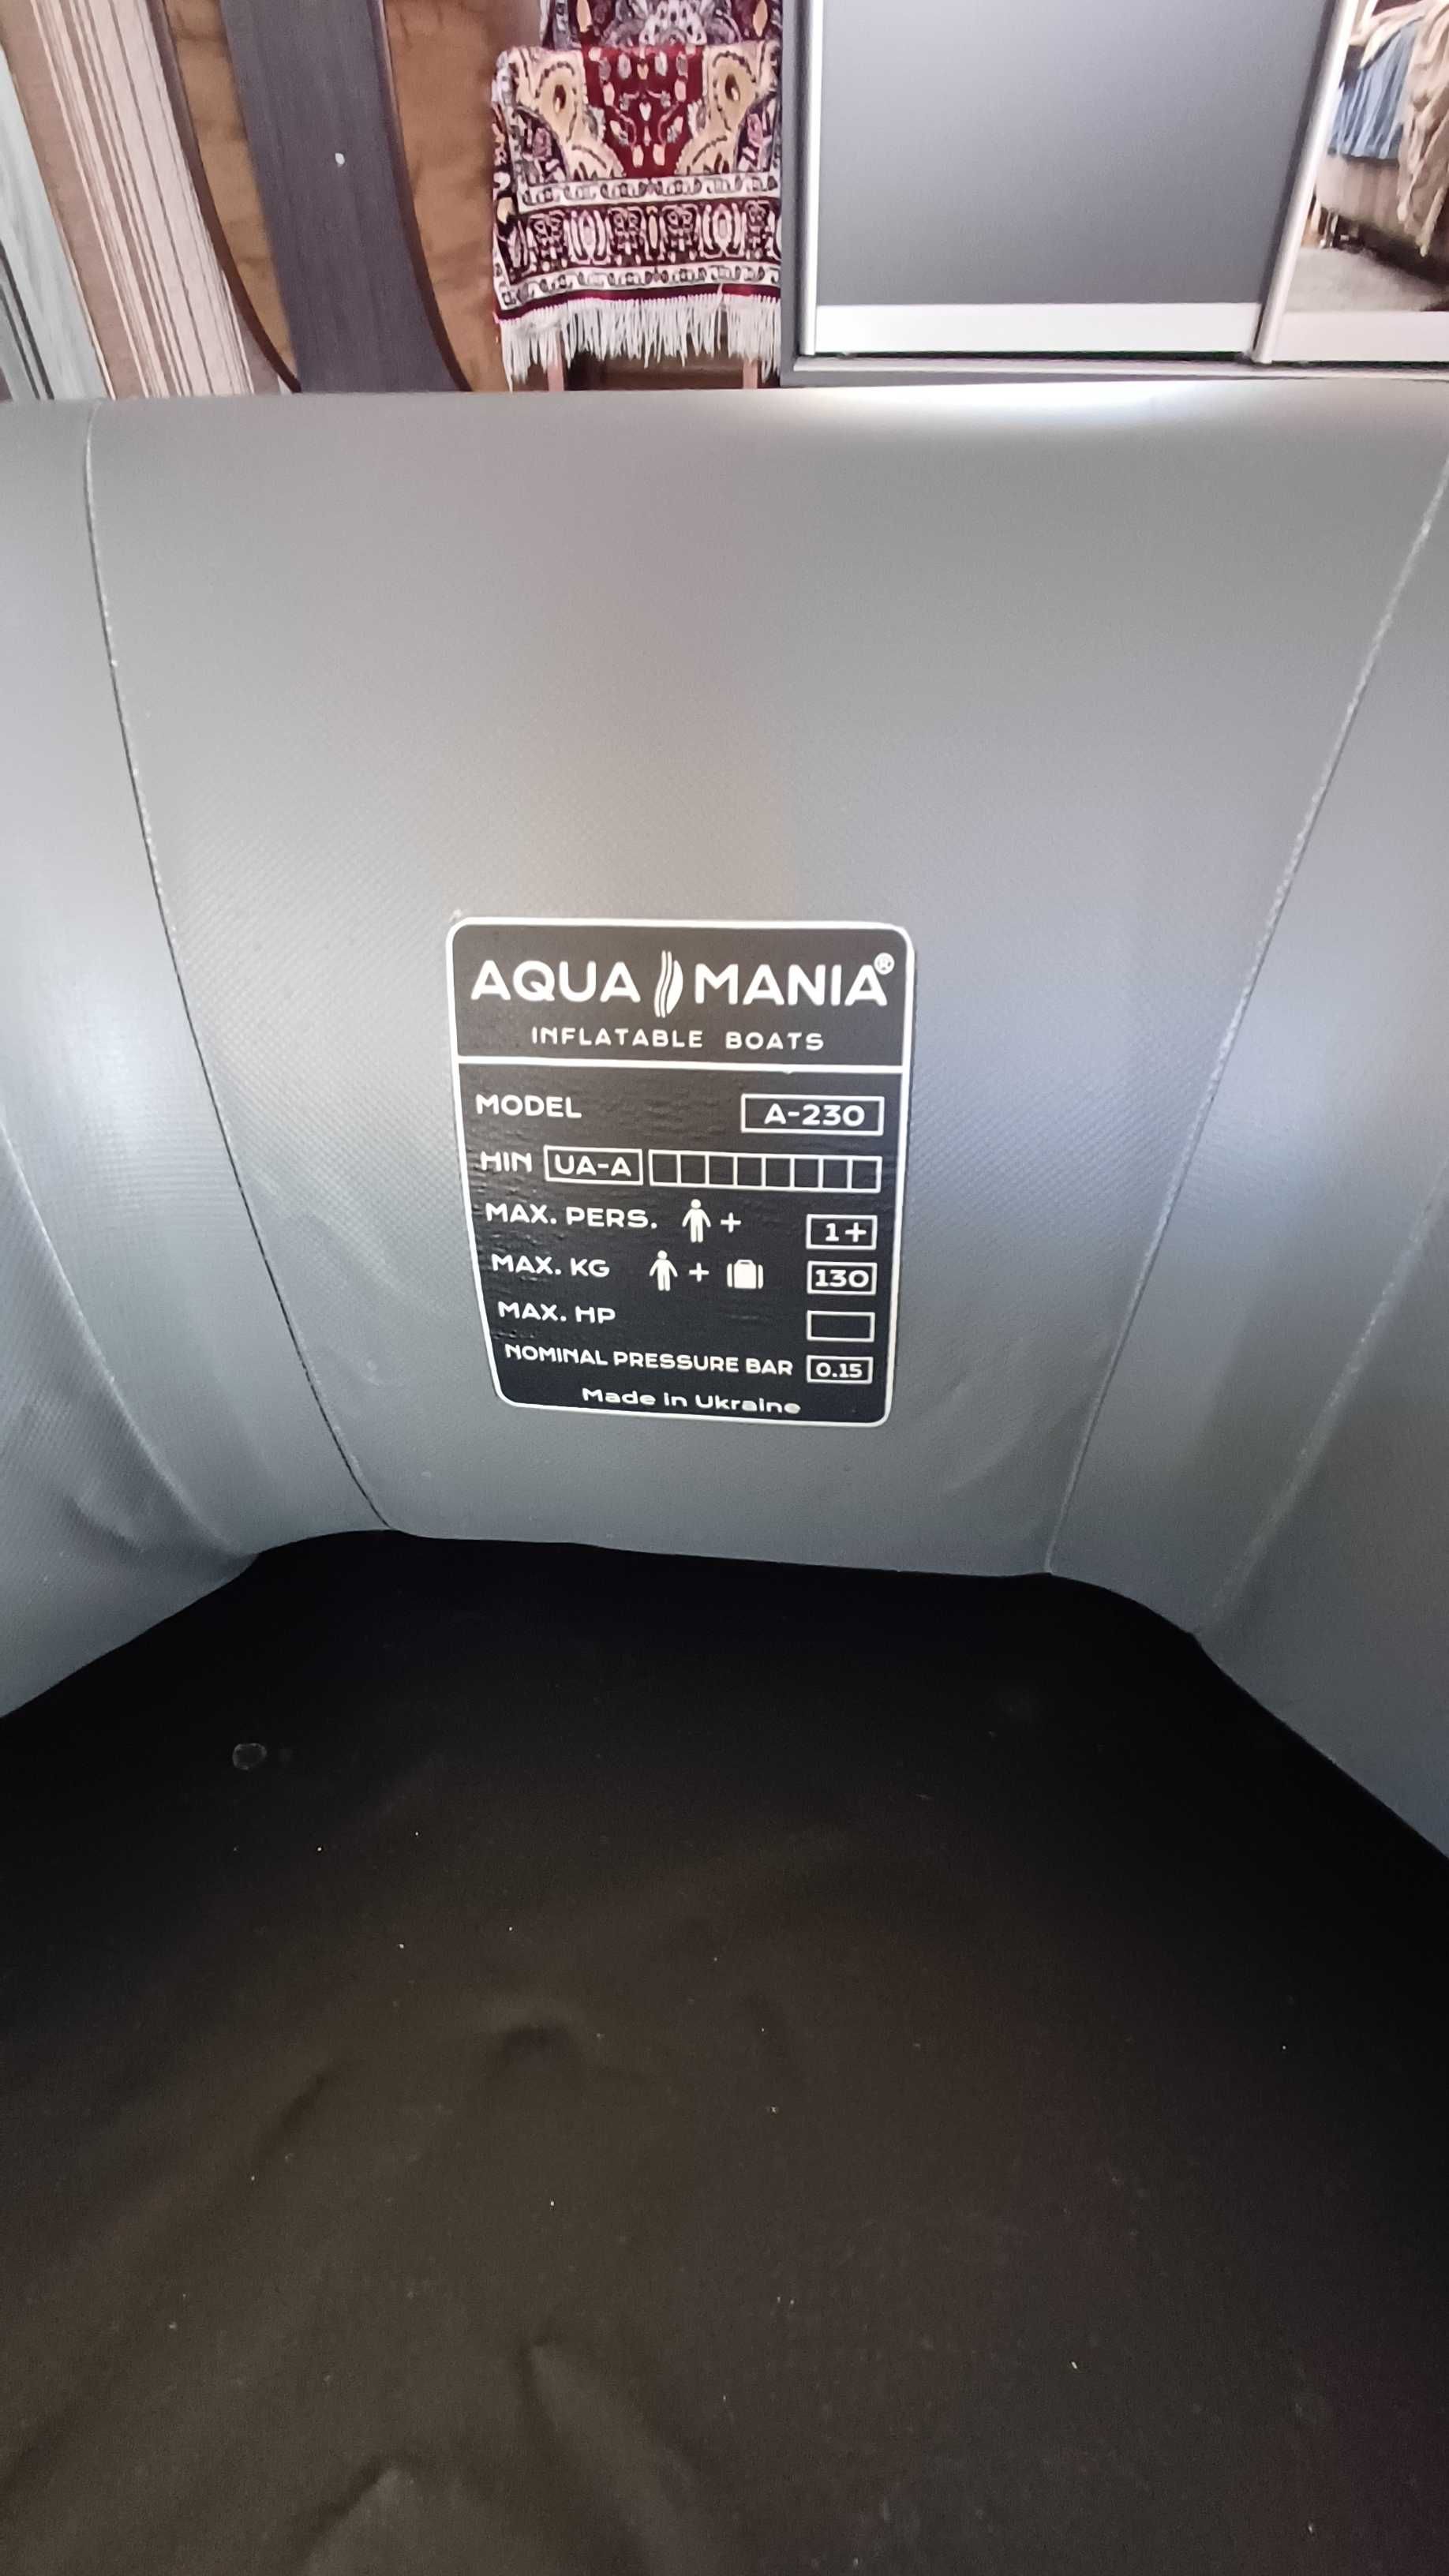 AQUA MANIA®
INFLATABLE BOATS
MODEL A-230
HIN UA-A
MAX. PERS. + 1+
MAX. KG + 130
MAX. HP
NOMINAL PRESSURE BAR 0.15
Made in Ukraine